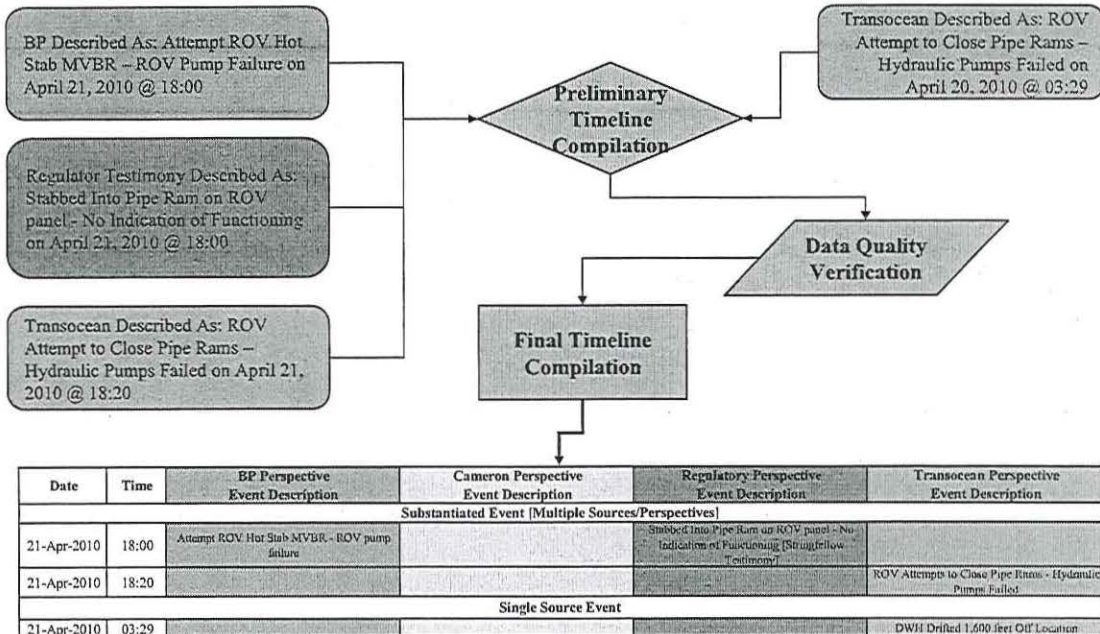 BP Described As: Attempt ROV Hot
Stab MVBR – ROV Pump Failure on
April 21, 2010 @ 18:00
Transocean Described As: ROV
Attempt to Close Pipe Rams –
Hydraulic Pumps Failed on
April 20, 2010 @ 03:29
Preliminary
Timeline
Compilation
Regulator Testimony Described As:
Stabbed Into Pipe Ram on ROV
panel - No Indication of Functioning
on April 21, 2010 @ 18:00
Data Quality
Verification
Transocean Described As: ROV
Attempt to Close Pipe Rams –
Hydraulic Pumps Failed on April 21,
2010 @ 18:20
Final Timeline
Compilation
Date Time BP Perspective Event Description Cameron Perspective Event Description Regulatory Perspective Event Description Transocean Perspective Event Description
Substantiated Event [Multiple Sources/Perspectives]
21-Apr-2010 18:00 Attempt ROV Hot Stab MVBR - ROV pump failure Stabbed Into Pipe Ram on ROV panel - No Indication of Functioning [Stringfellow Testimony]
21-Apr-2010 18:20 ROV Attempts to Close Pipe Rams - Hydraulic Pumps Failed
Single Source Event
21-Apr-2010 03:29 DWH Drifted 1,600 feet Off Location